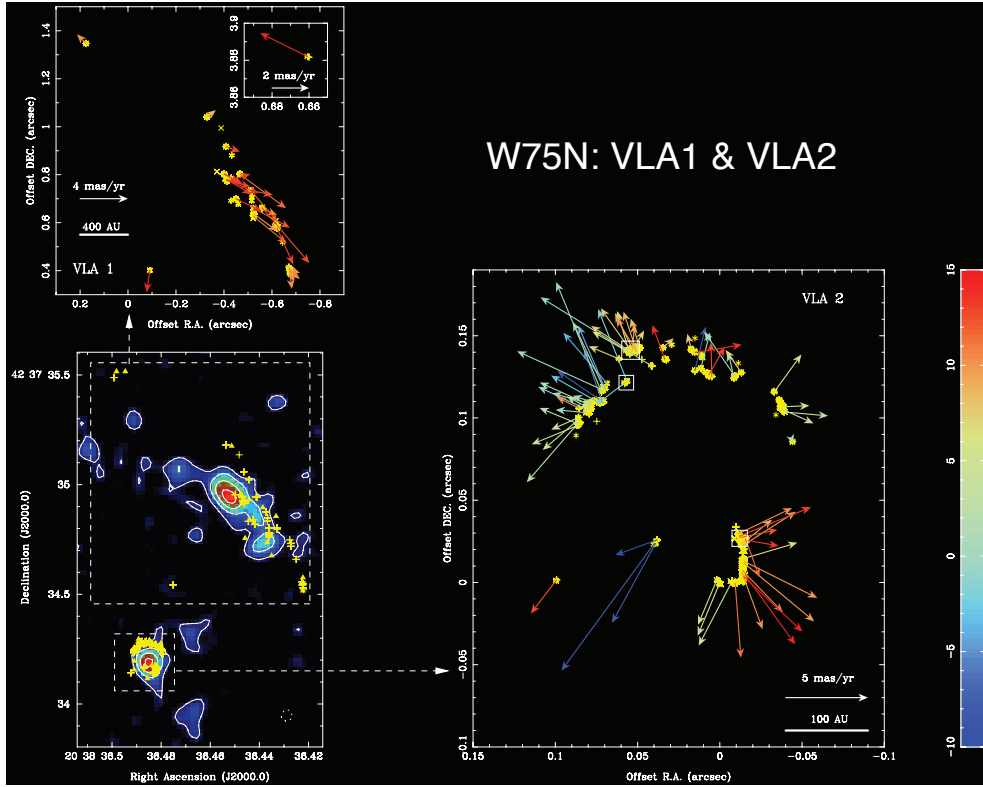 W75N: VLA1 & VLA2
Offset DEC. (arcsec)
1.4
1.2
1
0.8
0.6
0.4
0.2
0
−0.2
−0.4
−0.6
−0.8
Offset R.A. (arcsec)
4 mas/yr
400 AU
VLA 1
3.9
3.88
3.86
0.68
0.66
2 mas/yr
Declination (J2000.0)
42 37 35.5
35
34.5
34
20 38 36.5
36.48
36.46
36.44
36.42
Right Ascension (J2000.0)
VLA 2
Offset DEC. (arcsec)
0.15
0.1
0.05
0
−0.05
−0.1
0.15
0.1
0.05
0
−0.05
−0.1
Offset R.A. (arcsec)
5 mas/yr
100 AU
15
10
5
0
−5
−10